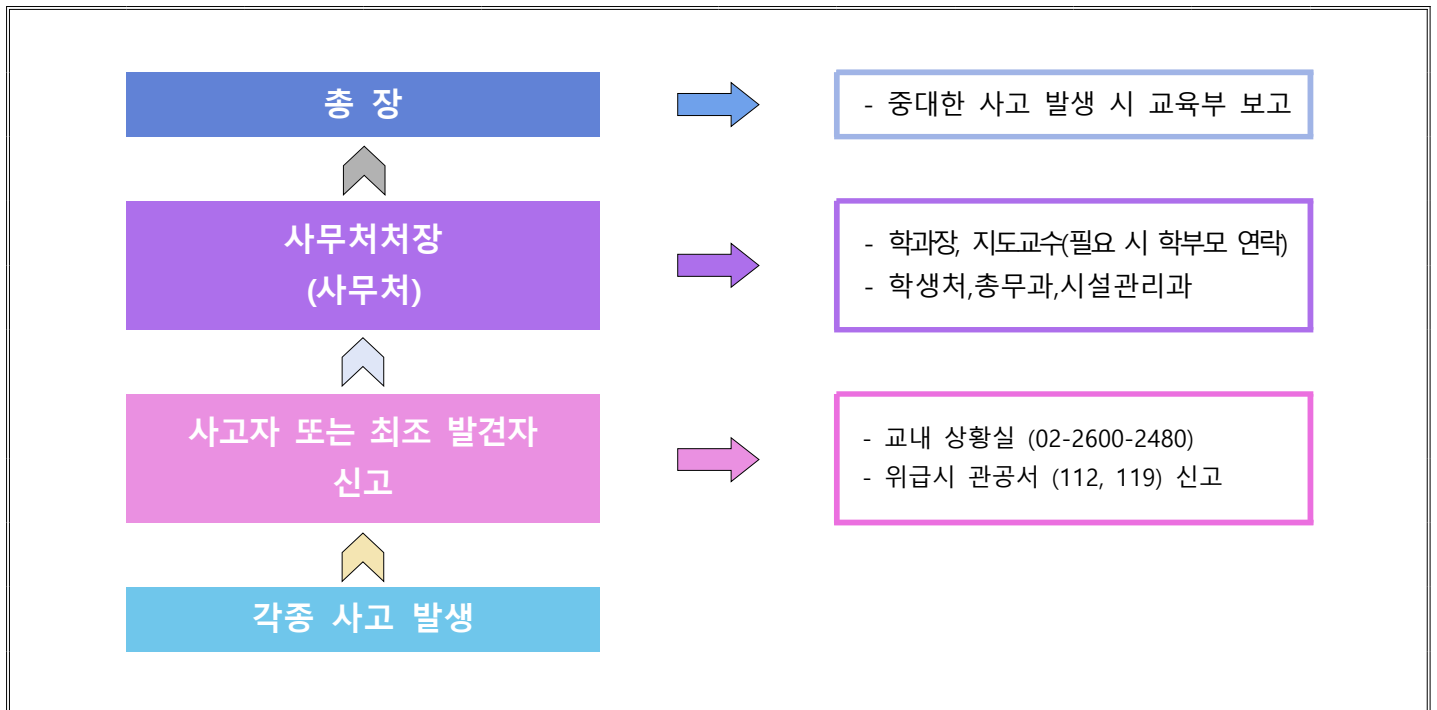 총 장
- 중대한 사고 발생 시 교육부 보고
사무처처장
(사무처)
- 학과장, 지도교수(필요 시 학부모 연락)
- 학생처,총무과,시설관리과
사고자 또는 최조 발견자
신고
- 교내 상황실 (02-2600-2480)
- 위급시 관공서 (112, 119) 신고
각종 사고 발생